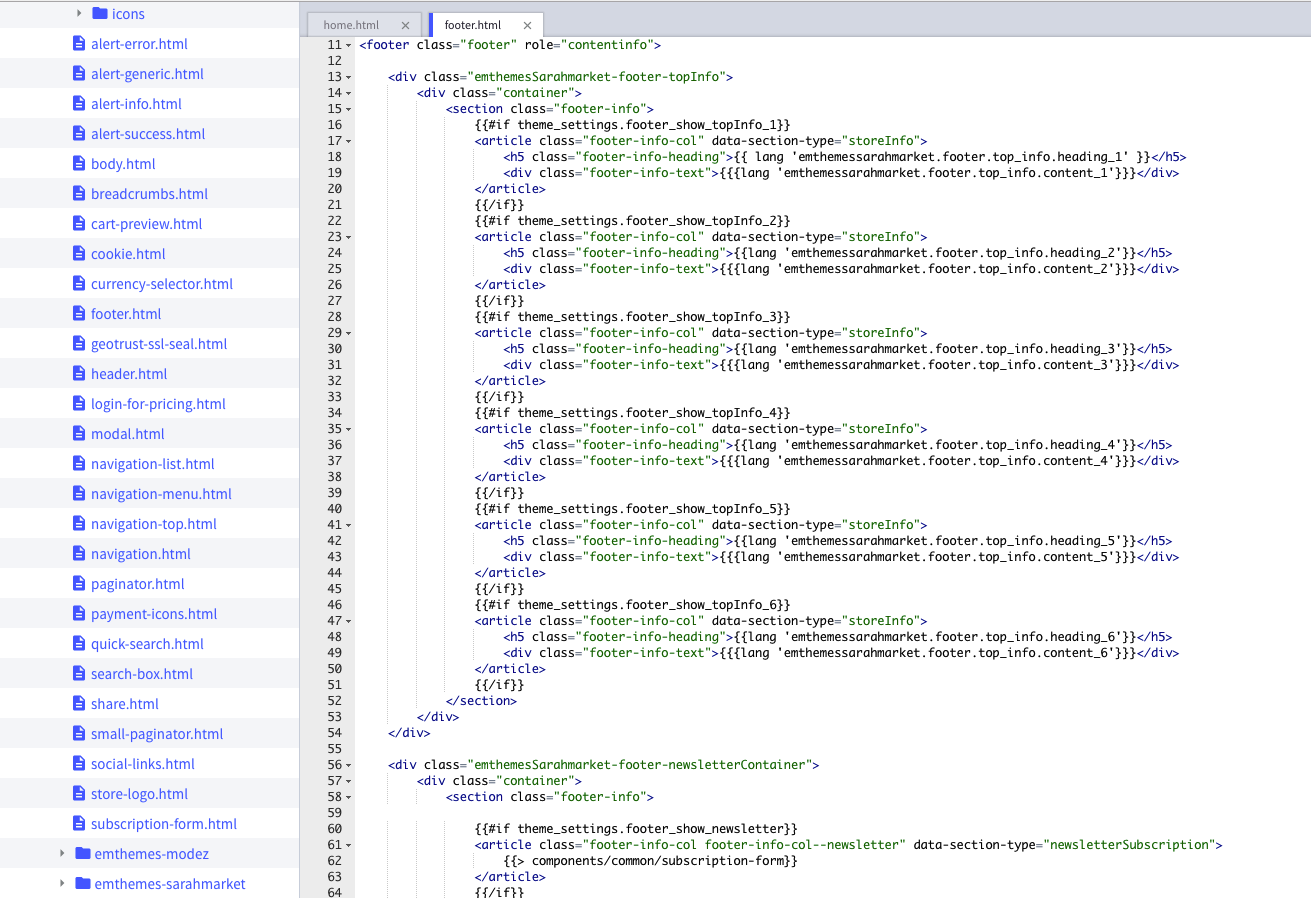 icons
alert-error.html
alert-generic.html
alert-info.html
alert-success.html
body.html
breadcrumbs.html
cart-preview.html
cookie.html
currency-selector.html
footer.html
geotrust-ssl-seal.html
header.html
login-for-pricing.html
modal.html
navigation-list.html
navigation-menu.html
navigation-top.html
navigation.html
paginator.html
payment-icons.html
quick-search.html
search-box.html
share.html
small-paginator.html
social-links.html
store-logo.html
subscription-form.html
emthemes-modez
emthemes-sarahmarket
home.html × footer.html ×
11 <footer class="footer" role="contentinfo">
12
13 <div class="emthemesSarahmarket-footer-topInfo">
14 <div class="container">
15 <section class="footer-info">
16 {{#if theme_settings.footer_show_topInfo_1}}
17 <article class="footer-info-col" data-section-type="storeInfo">
18 <h5 class="footer-info-heading">{{ lang 'emthemessarahmarket.footer.top_info.heading_1' }}</h5>
19 <div class="footer-info-text">{{{lang 'emthemessarahmarket.footer.top_info.content_1'}}}</div>
20 </article>
21 {{/if}}
22 {{#if theme_settings.footer_show_topInfo_2}}
23 <article class="footer-info-col" data-section-type="storeInfo">
24 <h5 class="footer-info-heading">{{lang 'emthemessarahmarket.footer.top_info.heading_2'}}</h5>
25 <div class="footer-info-text">{{{lang 'emthemessarahmarket.footer.top_info.content_2'}}}</div>
26 </article>
27 {{/if}}
28 {{#if theme_settings.footer_show_topInfo_3}}
29 <article class="footer-info-col" data-section-type="storeInfo">
30 <h5 class="footer-info-heading">{{lang 'emthemessarahmarket.footer.top_info.heading_3'}}</h5>
31 <div class="footer-info-text">{{{lang 'emthemessarahmarket.footer.top_info.content_3'}}}</div>
32 </article>
33 {{/if}}
34 {{#if theme_settings.footer_show_topInfo_4}}
35 <article class="footer-info-col" data-section-type="storeInfo">
36 <h5 class="footer-info-heading">{{lang 'emthemessarahmarket.footer.top_info.heading_4'}}</h5>
37 <div class="footer-info-text">{{{lang 'emthemessarahmarket.footer.top_info.content_4'}}}</div>
38 </article>
39 {{/if}}
40 {{#if theme_settings.footer_show_topInfo_5}}
41 <article class="footer-info-col" data-section-type="storeInfo">
42 <h5 class="footer-info-heading">{{lang 'emthemessarahmarket.footer.top_info.heading_5'}}</h5>
43 <div class="footer-info-text">{{{lang 'emthemessarahmarket.footer.top_info.content_5'}}}</div>
44 </article>
45 {{/if}}
46 {{#if theme_settings.footer_show_topInfo_6}}
47 <article class="footer-info-col" data-section-type="storeInfo">
48 <h5 class="footer-info-heading">{{lang 'emthemessarahmarket.footer.top_info.heading_6'}}</h5>
49 <div class="footer-info-text">{{{lang 'emthemessarahmarket.footer.top_info.content_6'}}}</div>
50 </article>
51 {{/if}}
52 </section>
53 </div>
54 </div>
55
56 <div class="emthemesSarahmarket-footer-newsletterContainer">
57 <div class="container">
58 <section class="footer-info">
59
60 {{#if theme_settings.footer_show_newsletter}}
61 <article class="footer-info-col footer-info-col--newsletter" data-section-type="newsletterSubscription">
62 {{> components/common/subscription-form}}
63 </article>
64 {{/if}}